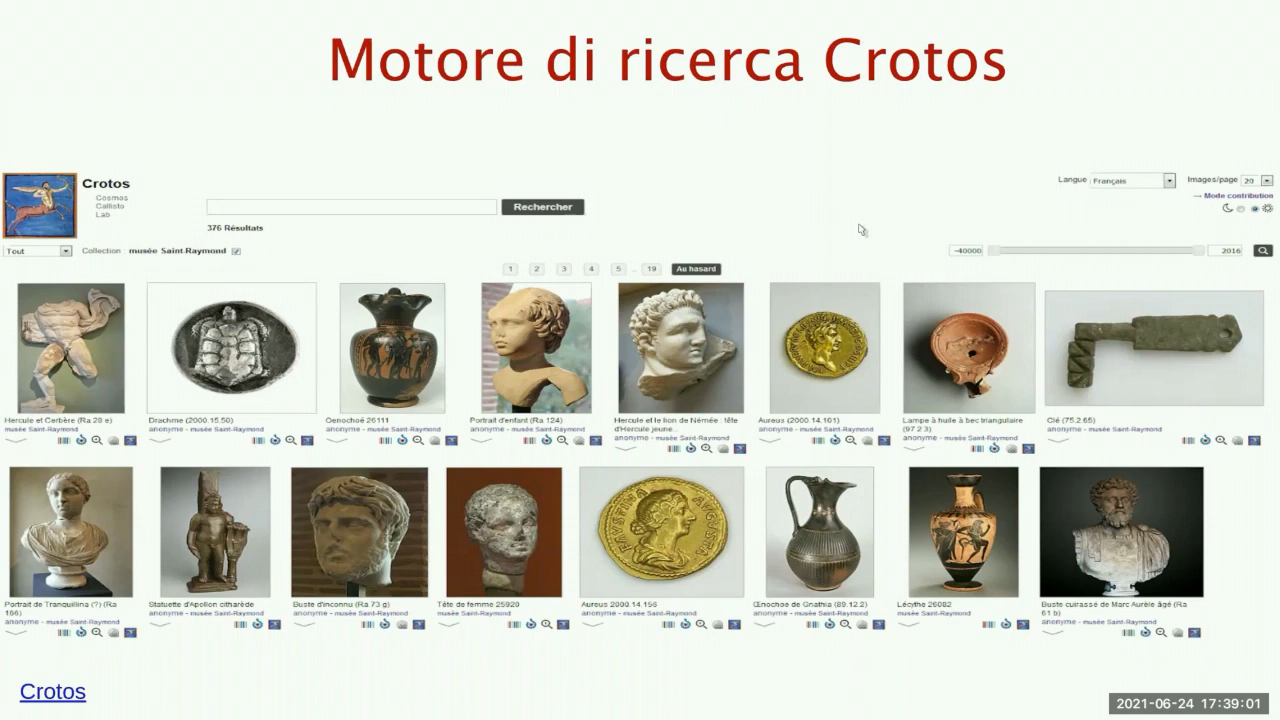 Motore di ricerca Crotos
Crotos
Cosmos
Callisto
Lab
Rechercher
376 Résultats
Langue Français
Images/page 20
→ Mode contribution
Tout
Collection : musée Saint-Raymond
-40000
2016
1 2 3 4 5 .. 19 Au hasard
Hercule et Cerbère (Ra 28 e)
musée Saint-Raymond
Drachme (2000.15.50)
anonyme - musée Saint-Raymond
Oenochoé 26111
anonyme - musée Saint-Raymond
Portrait d'enfant (Ra 124)
anonyme - musée Saint-Raymond
Hercule et le lion de Némée : tête
d'Hercule jeune...
anonyme - musée Saint-Raymond
Aureus (2000.14.101)
anonyme - musée Saint-Raymond
Lampe à huile à bec triangulaire
(97.2.3)
anonyme - musée Saint-Raymond
Clé (75.2.65)
anonyme - musée Saint-Raymond
Portrait de Tranquillina (?) (Ra
166)
anonyme - musée Saint-Raymond
Statuette d'Apollon citharède
anonyme - musée Saint-Raymond
Buste d'inconnu (Ra 73 g)
anonyme - musée Saint-Raymond
Tête de femme 25929
anonyme - musée Saint-Raymond
FAVSTINA AVGVSTA
Aureus 2000.14.156
anonyme - musée Saint-Raymond
Œnochoe de Gnathia (89.12.2)
anonyme - musée Saint-Raymond
Lécythe 26082
anonyme - musée Saint-Raymond
Buste cuirassé de Marc Aurèle âgé (Ra
61 b)
anonyme - musée Saint-Raymond
Crotos
2021-06-24 17:39:01